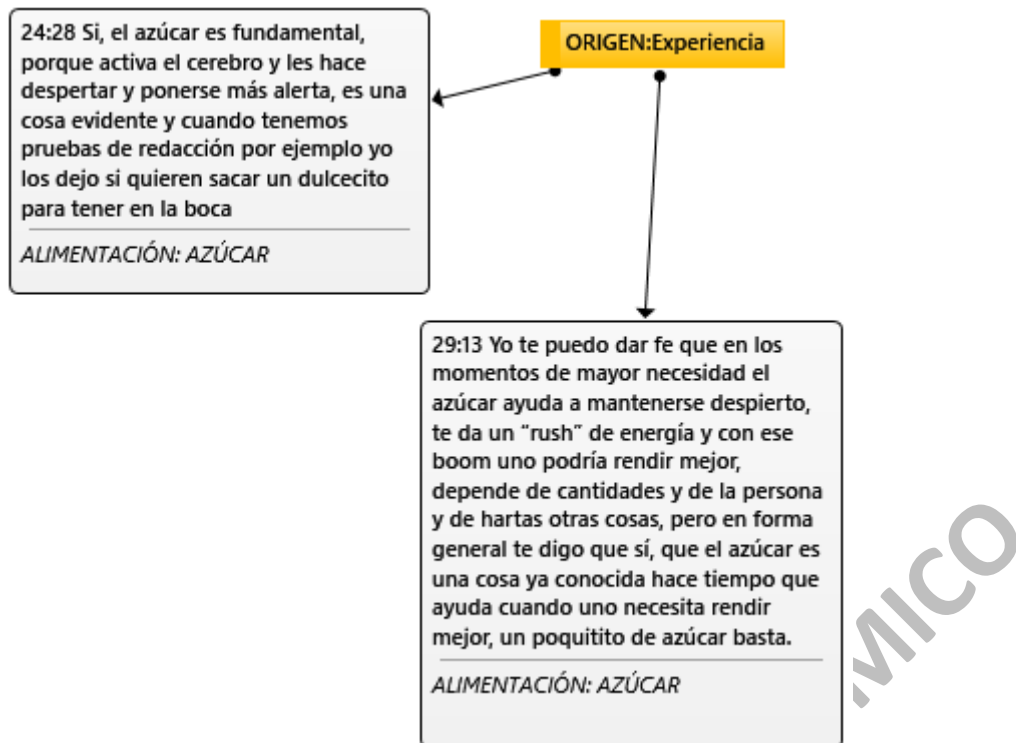 24:28 Si, el azúcar es fundamental,
porque activa el cerebro y les hace
despertar y ponerse más alerta, es una
cosa evidente y cuando tenemos
pruebas de redacción por ejemplo yo
los dejo si quieren sacar un dulcecito
para tener en la boca
ALIMENTACIÓN: AZÚCAR
ORIGEN:Experiencia
29:13 Yo te puedo dar fe que en los
momentos de mayor necesidad el
azúcar ayuda a mantenerse despierto,
te da un “rush” de energía y con ese
boom uno podría rendir mejor,
depende de cantidades y de la persona
y de hartas otras cosas, pero en forma
general te digo que sí, que el azúcar es
una cosa ya conocida hace tiempo que
ayuda cuando uno necesita rendir
mejor, un poquitito de azúcar basta.
ALIMENTACIÓN: AZÚCAR
MICO